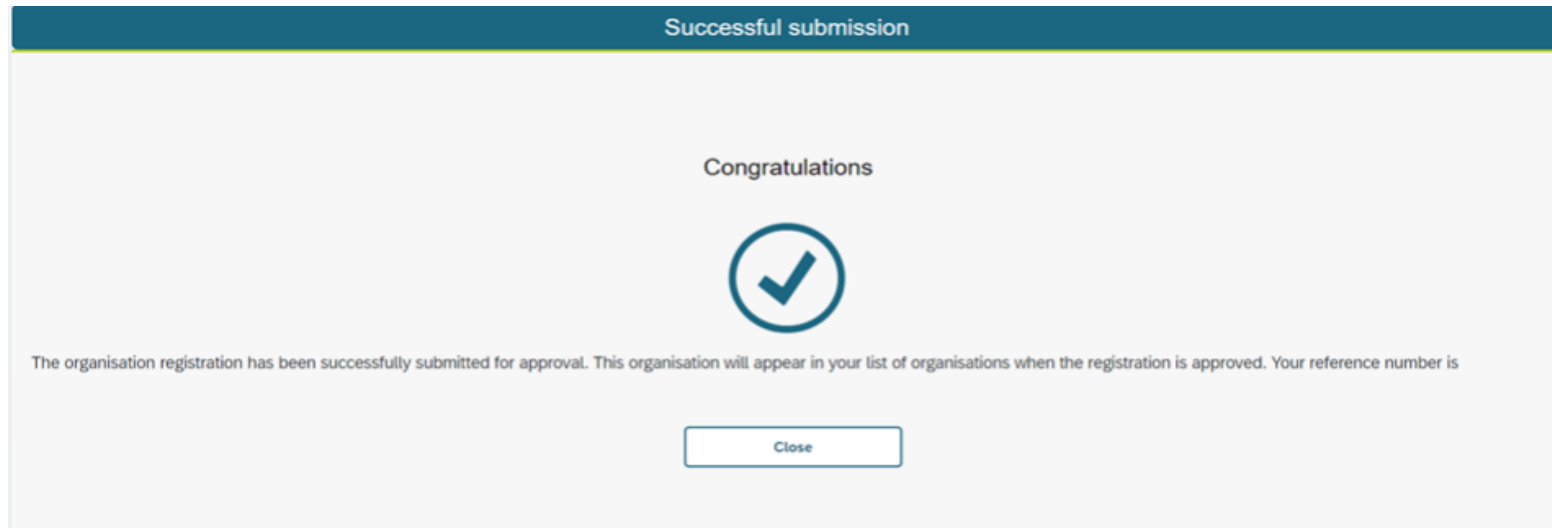 Successful submission
Congratulations
The organisation registration has been successfully submitted for approval. This organisation will appear in your list of organisations when the registration is approved. Your reference number is
Close